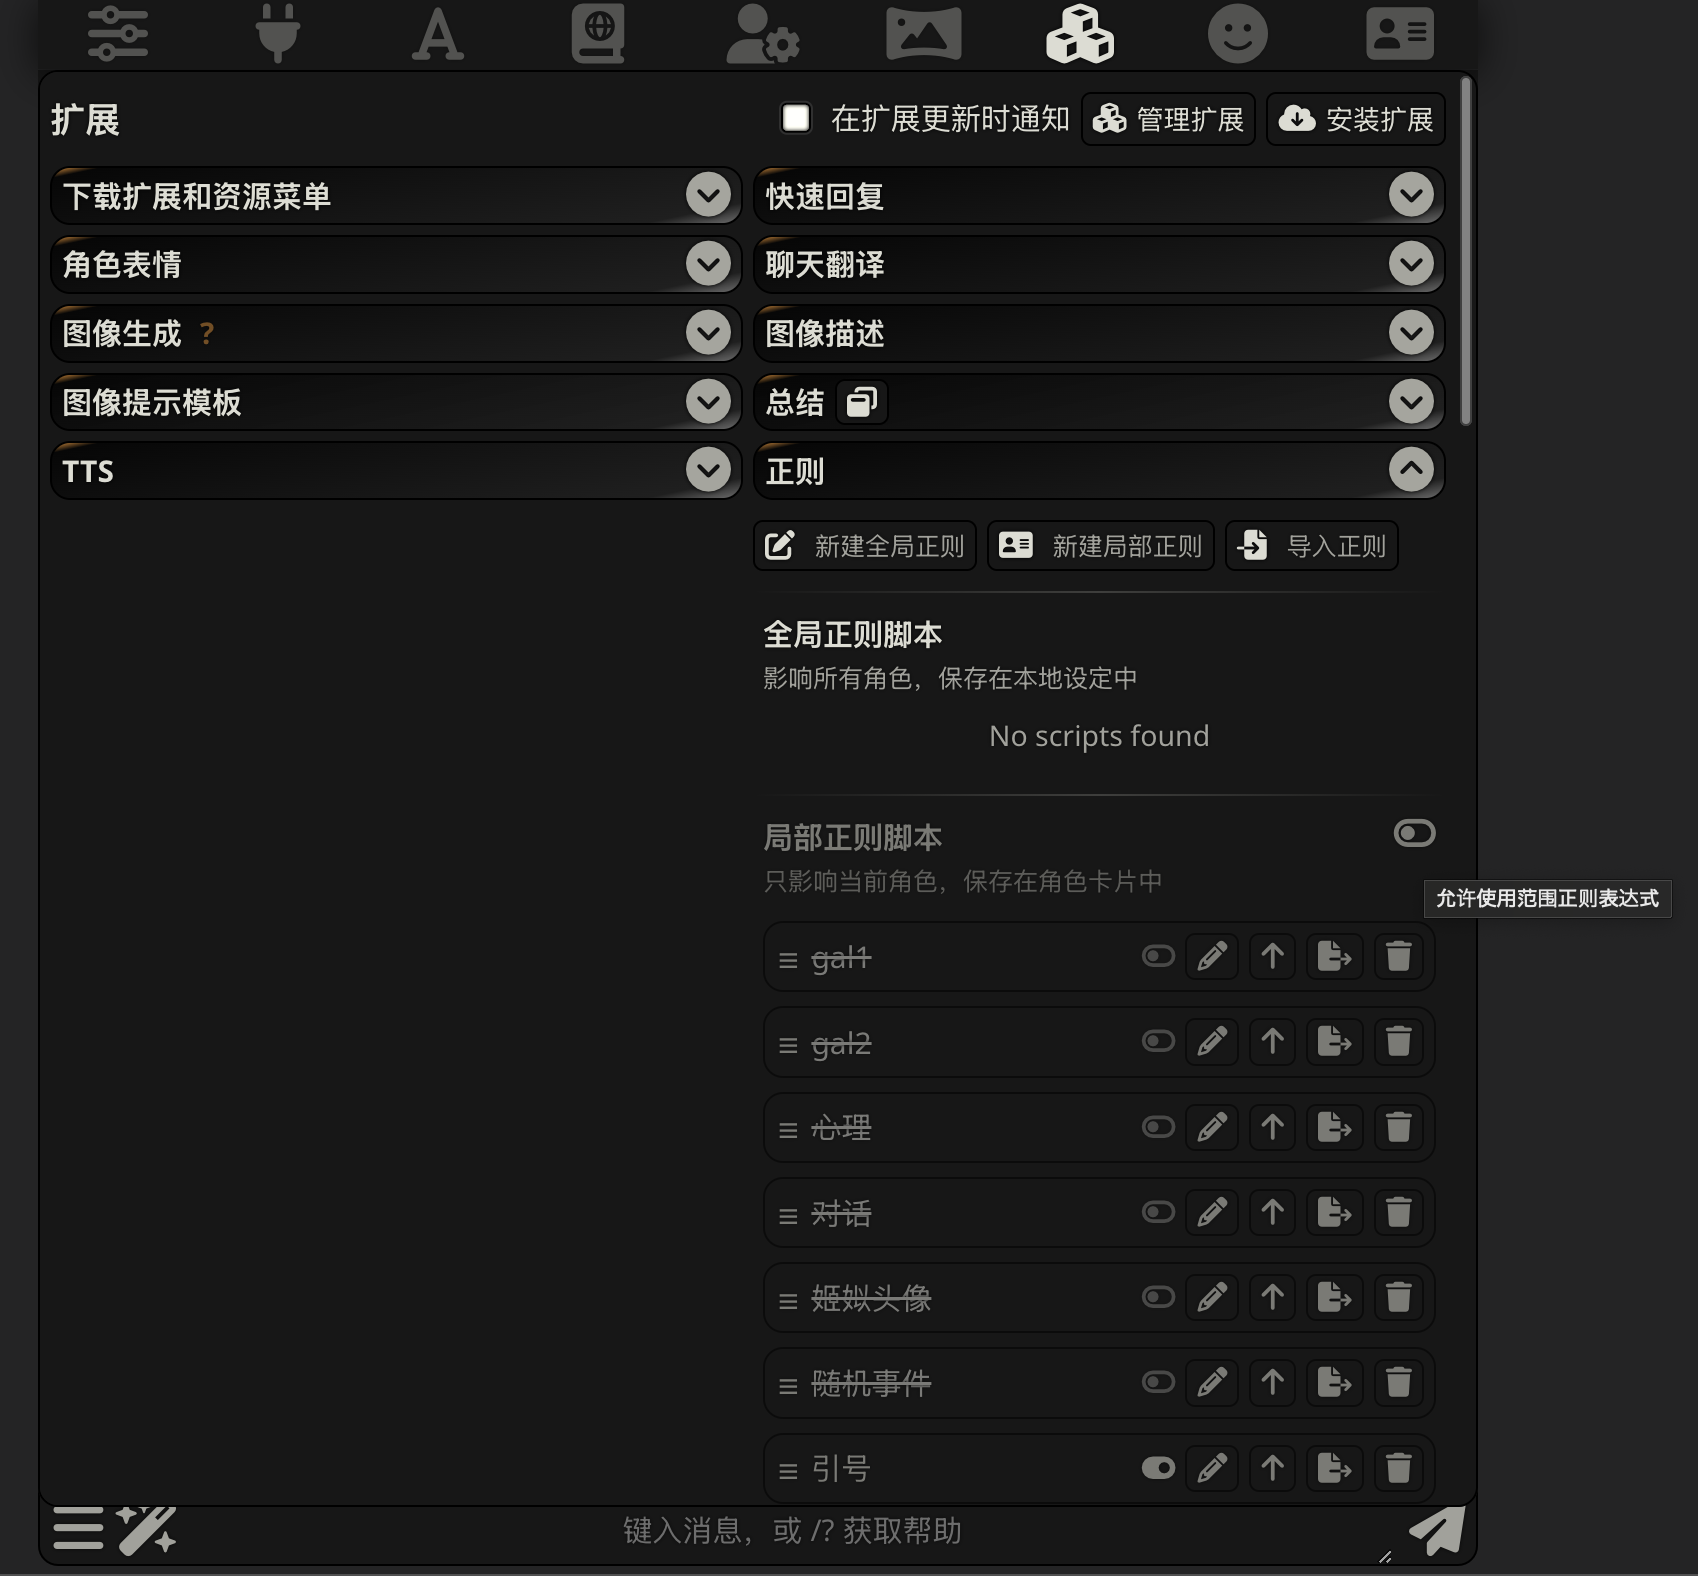 扩展
在扩展更新时通知
管理扩展
安装扩展
下载扩展和资源菜单
快速回复
角色表情
聊天翻译
图像生成 ?
图像描述
图像提示模板
总结
TTS
正则
新建全局正则
新建局部正则
导入正则
全局正则脚本
影响所有角色，保存在本地设定中
No scripts found
局部正则脚本
只影响当前角色，保存在角色卡片中
允许使用范围正则表达式
gal1
gal2
心理
对话
姬姒头像
随机事件
引号
键入消息，或 /? 获取帮助